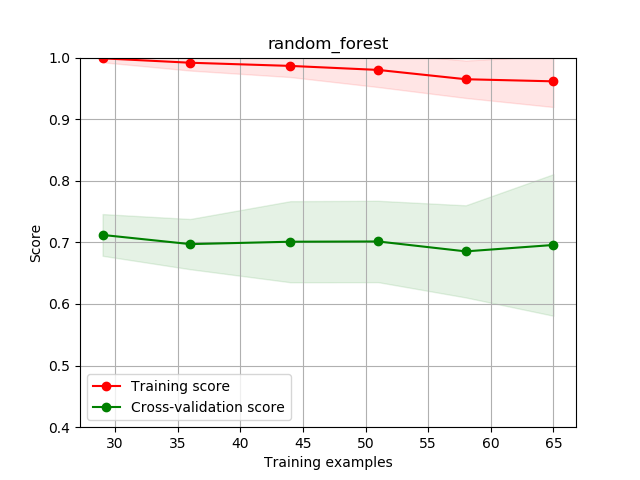 random_forest
1.0
0.9
0.8
0.7
0.6
0.5
0.4
Score
Training score
Cross-validation score
30 35 40 45 50 55 60 65
Training examples